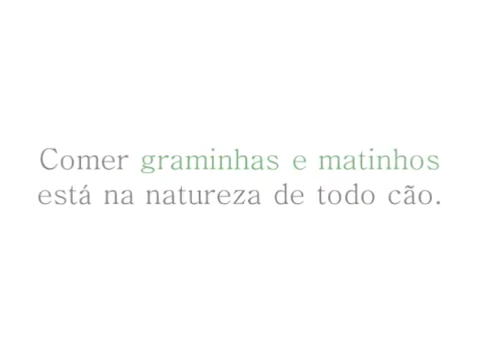 Comer graminhas e matinhos
está na natureza de todo cão.